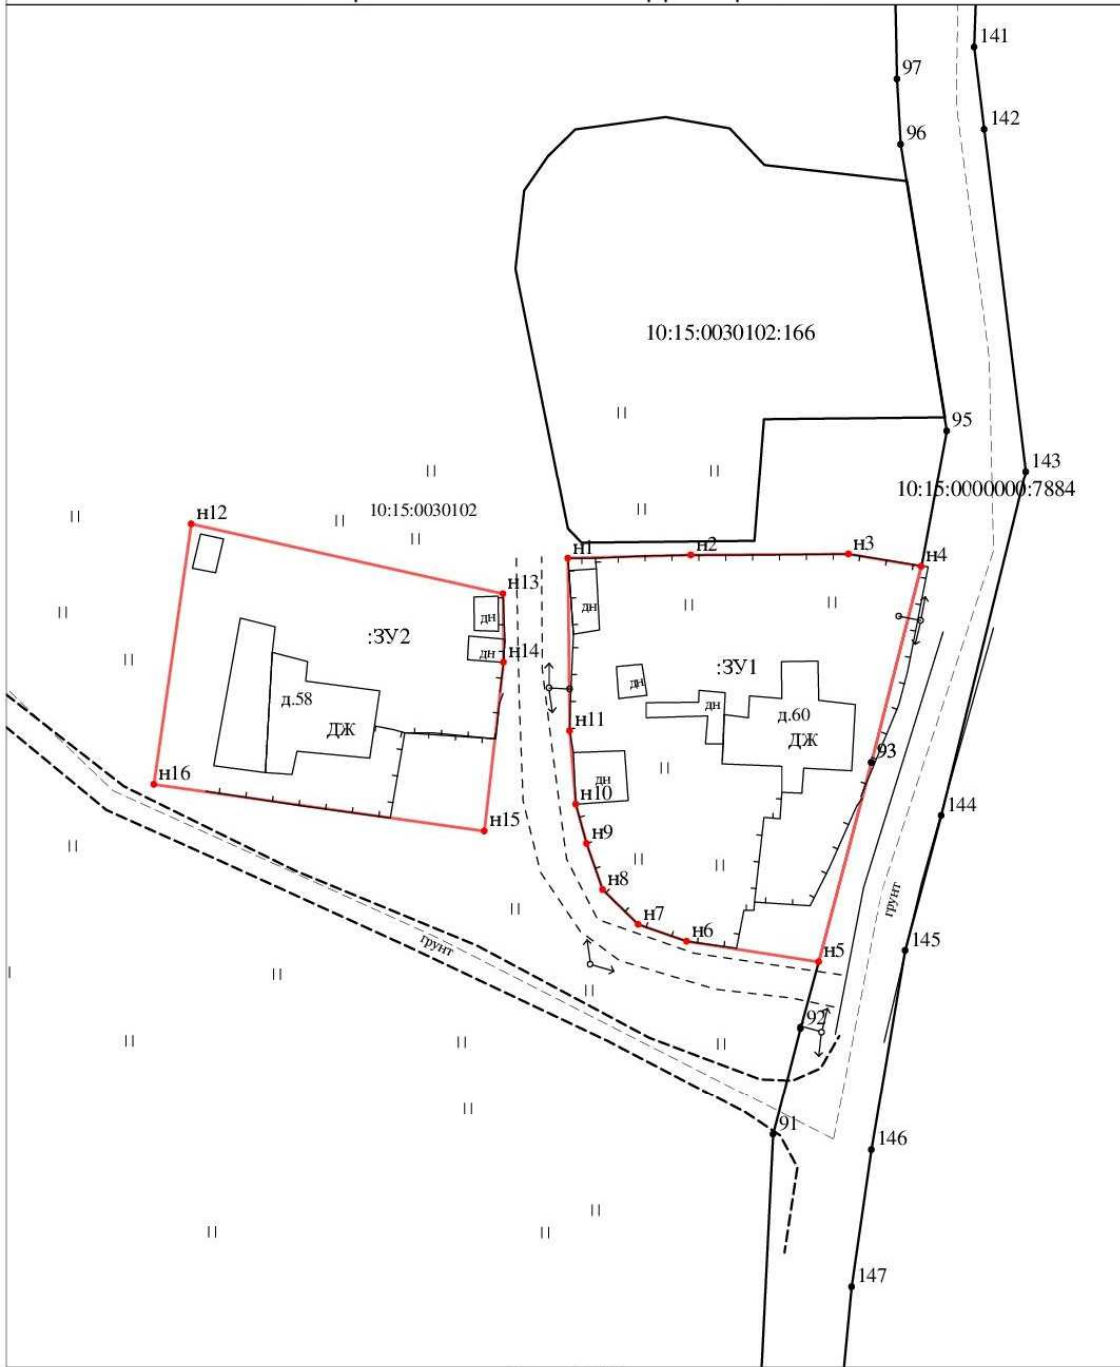 141
97
142
96
10:15:0030102:166
95
143
10:15:0000000:7884
10:15:0030102
н12
н1
н2
н3
н4
н13
дн
дн
:ЗУ2
дн
н14
:ЗУ1
дн
д.58
дн
д.60
ДЖ
ДЖ
н11
93
н16
дн
н10
144
н15
н9
н8
грунт
н7
н6
грунт
145
н5
92
91
146
147